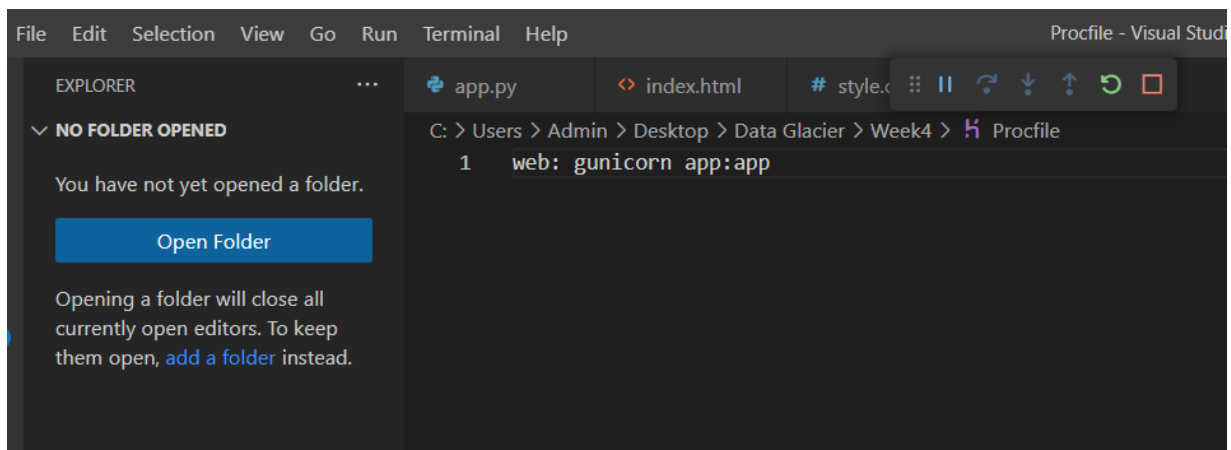 File Edit Selection View Go Run Terminal Help Procfile - Visual Studi
EXPLORER ···
app.py index.html # style.c
NO FOLDER OPENED
C: > Users > Admin > Desktop > Data Glacier > Week4 > Procfile
1 web: gunicorn app:app
You have not yet opened a folder.
Open Folder
Opening a folder will close all
currently open editors. To keep
them open, add a folder instead.